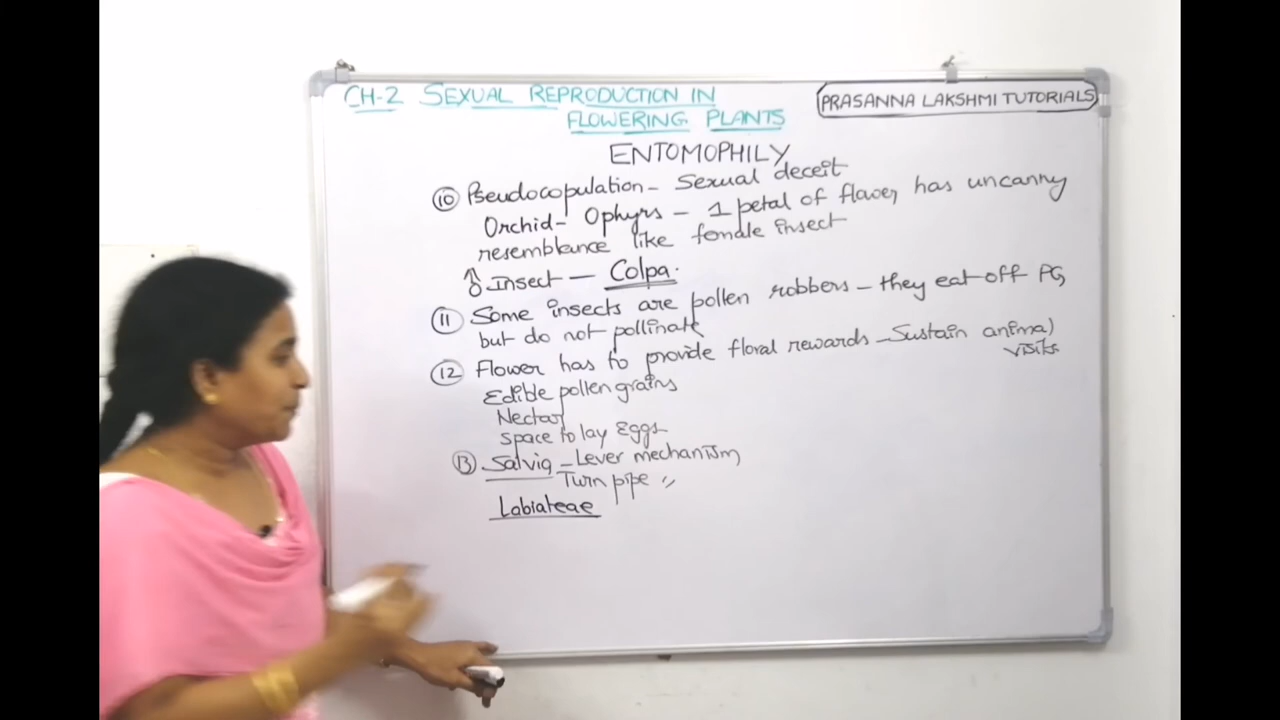 CH-2 SEXUAL REPRODUCTION IN
FLOWERING PLANTS
PRASANNA LAKSHMI TUTORIALS
ENTOMOPHILY
⑩ Pseudocopulation - Sexual deceit
Orchid - Ophyrs - 1 petal of flower has uncanny
resemblance like female insect
♂ Insect - Colpa.
⑪ Some insects are pollen robbers - they eat off PG,
but do not pollinate
⑫ Flower has to provide floral rewards - Sustain animal
visits
Edible pollen grains
Nectar
space to lay Eggs
⑬ Salvia - Lever mechanism
Turn pipe 〃
Labiateae